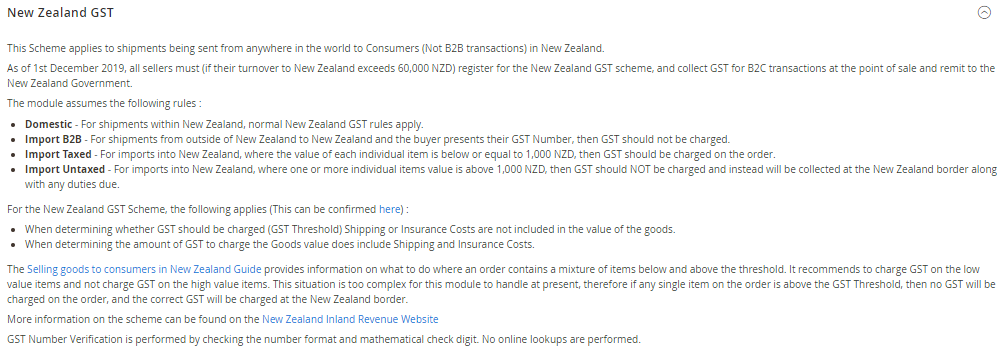 New Zealand GST
This Scheme applies to shipments being sent from anywhere in the world to Consumers (Not B2B transactions) in New Zealand.
As of 1st December 2019, all sellers must (if their turnover to New Zealand exceeds 60,000 NZD) register for the New Zealand GST scheme, and collect GST for B2C transactions at the point of sale and remit to the
New Zealand Government.
The module assumes the following rules :
• Domestic - For shipments within New Zealand, normal New Zealand GST rules apply.
• Import B2B - For shipments from outside of New Zealand to New Zealand and the buyer presents their GST Number, then GST should not be charged.
• Import Taxed - For imports into New Zealand, where the value of each individual item is below or equal to 1,000 NZD, then GST should be charged on the order.
• Import Untaxed - For imports into New Zealand, where one or more individual items value is above 1,000 NZD, then GST should NOT be charged and instead will be collected at the New Zealand border along
with any duties due.
For the New Zealand GST Scheme, the following applies (This can be confirmed here) :
• When determining whether GST should be charged (GST Threshold) Shipping or Insurance Costs are not included in the value of the goods.
• When determining the amount of GST to charge the Goods value does include Shipping and Insurance Costs.
The Selling goods to consumers in New Zealand Guide provides information on what to do where an order contains a mixture of items below and above the threshold. It recommends to charge GST on the low
value items and not charge GST on the high value items. This situation is too complex for this module to handle at present, therefore if any single item on the order is above the GST Threshold, then no GST will be
charged on the order, and the correct GST will be charged at the New Zealand border.
More information on the scheme can be found on the New Zealand Inland Revenue Website
GST Number Verification is performed by checking the number format and mathematical check digit. No online lookups are performed.